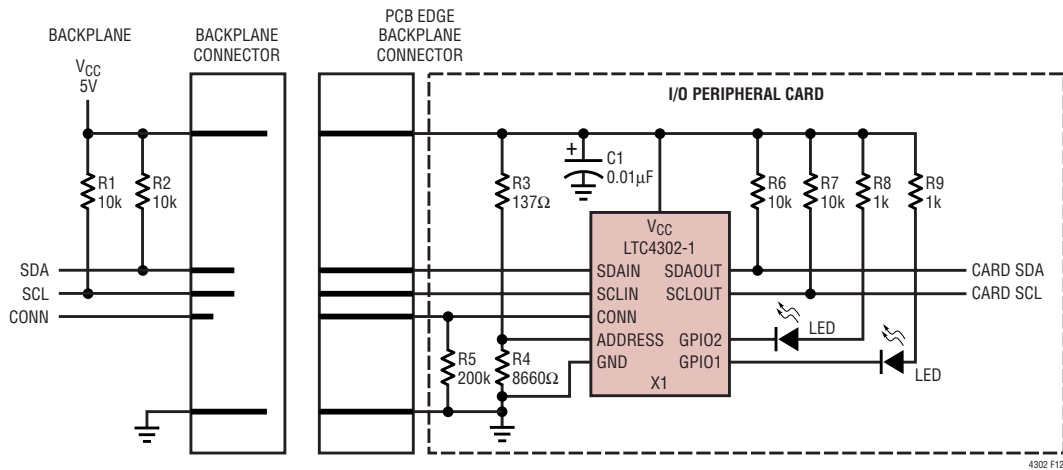 BACKPLANE
BACKPLANE
CONNECTOR
PCB EDGE
BACKPLANE
CONNECTOR
VCC
5V
I/O PERIPHERAL CARD
R1
10k
R2
10k
R3
137Ω
+
C1
0.01μF
R6
10k
R7
10k
R8
1k
R9
1k
VCC
LTC4302-1
SDA
SCL
CONN
SDAIN
SCLIN
CONN
ADDRESS
GND
SDAOUT
SCLOUT
GPIO2
GPIO1
X1
CARD SDA
CARD SCL
LED
LED
R5
200k
R4
8660Ω
4302 F12